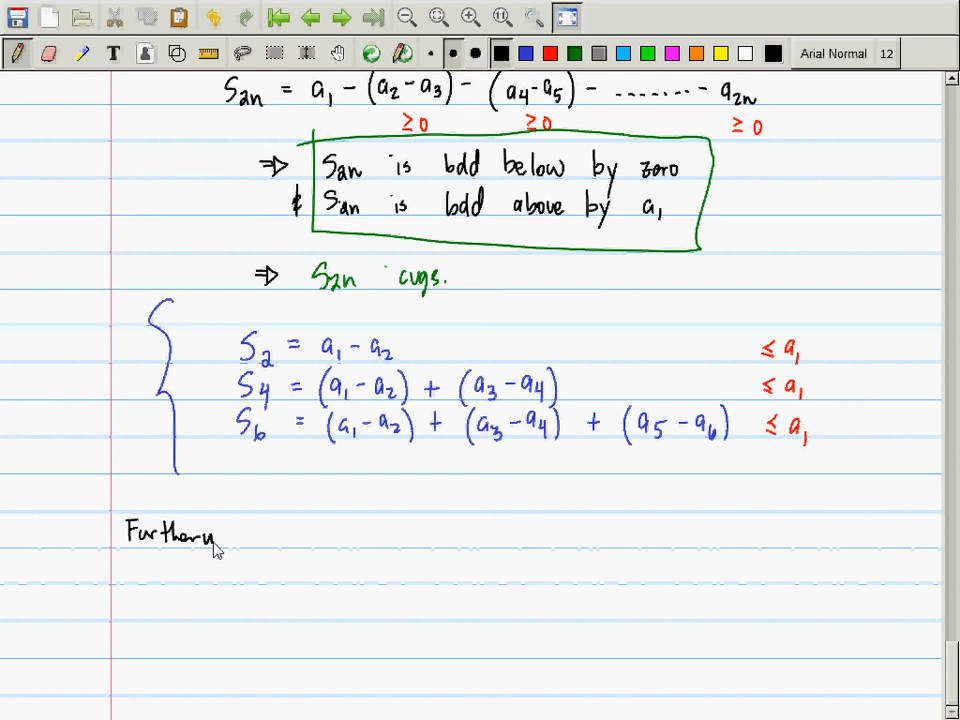 Arial Normal 12
S2n = a1 - (a2 - a3) - (a4 - a5) - ........ - a2n
≥ 0 ≥ 0 ≥ 0
⇒ S2n is bdd below by zero
& S2n is bdd above by a1
⇒ S2n cvgs.
S2 = a1 - a2 ≤ a1
S4 = (a1 - a2) + (a3 - a4) ≤ a1
S6 = (a1 - a2) + (a3 - a4) + (a5 - a6) ≤ a1
Furtherm